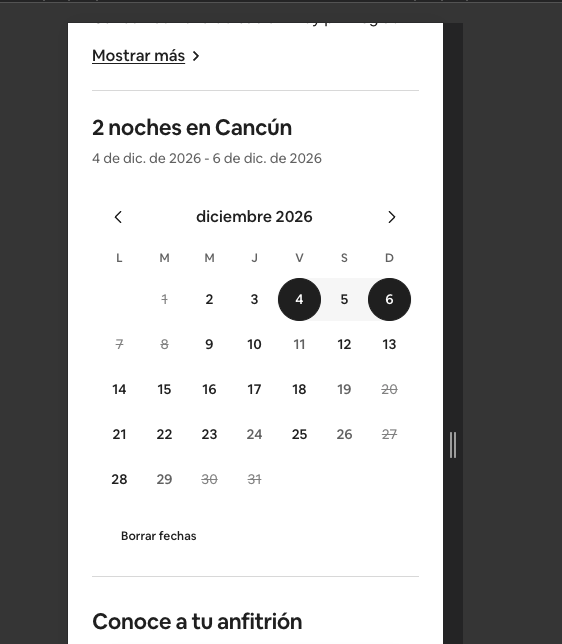 Mostrar más
2 noches en Cancún
4 de dic. de 2026 - 6 de dic. de 2026
diciembre 2026
L M M J V S D
1 2 3 4 5 6
7 8 9 10 11 12 13
14 15 16 17 18 19 20
21 22 23 24 25 26 27
28 29 30 31
Borrar fechas
Conoce a tu anfitrión